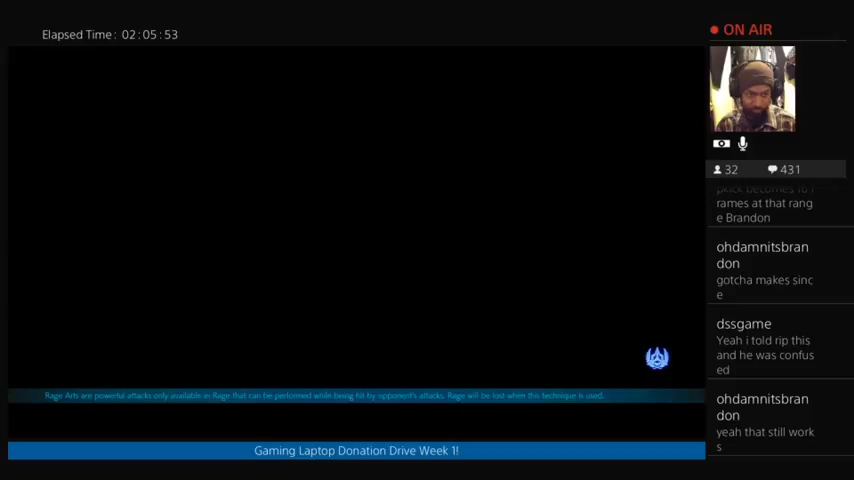 Elapsed Time: 02:05:53
ON AIR
32 431
rames at that rang
e Brandon
ohdamnitsbran
don
gotcha makes sinc
e
dssgame
Yeah i told rip this
and he was confus
ed
ohdamnitsbran
don
yeah that still work
s
Rage Arts are powerful attacks only available in Rage that can be performed while being hit by opponent's attacks. Rage will be lost when this technique is used.
Gaming Laptop Donation Drive Week 1!